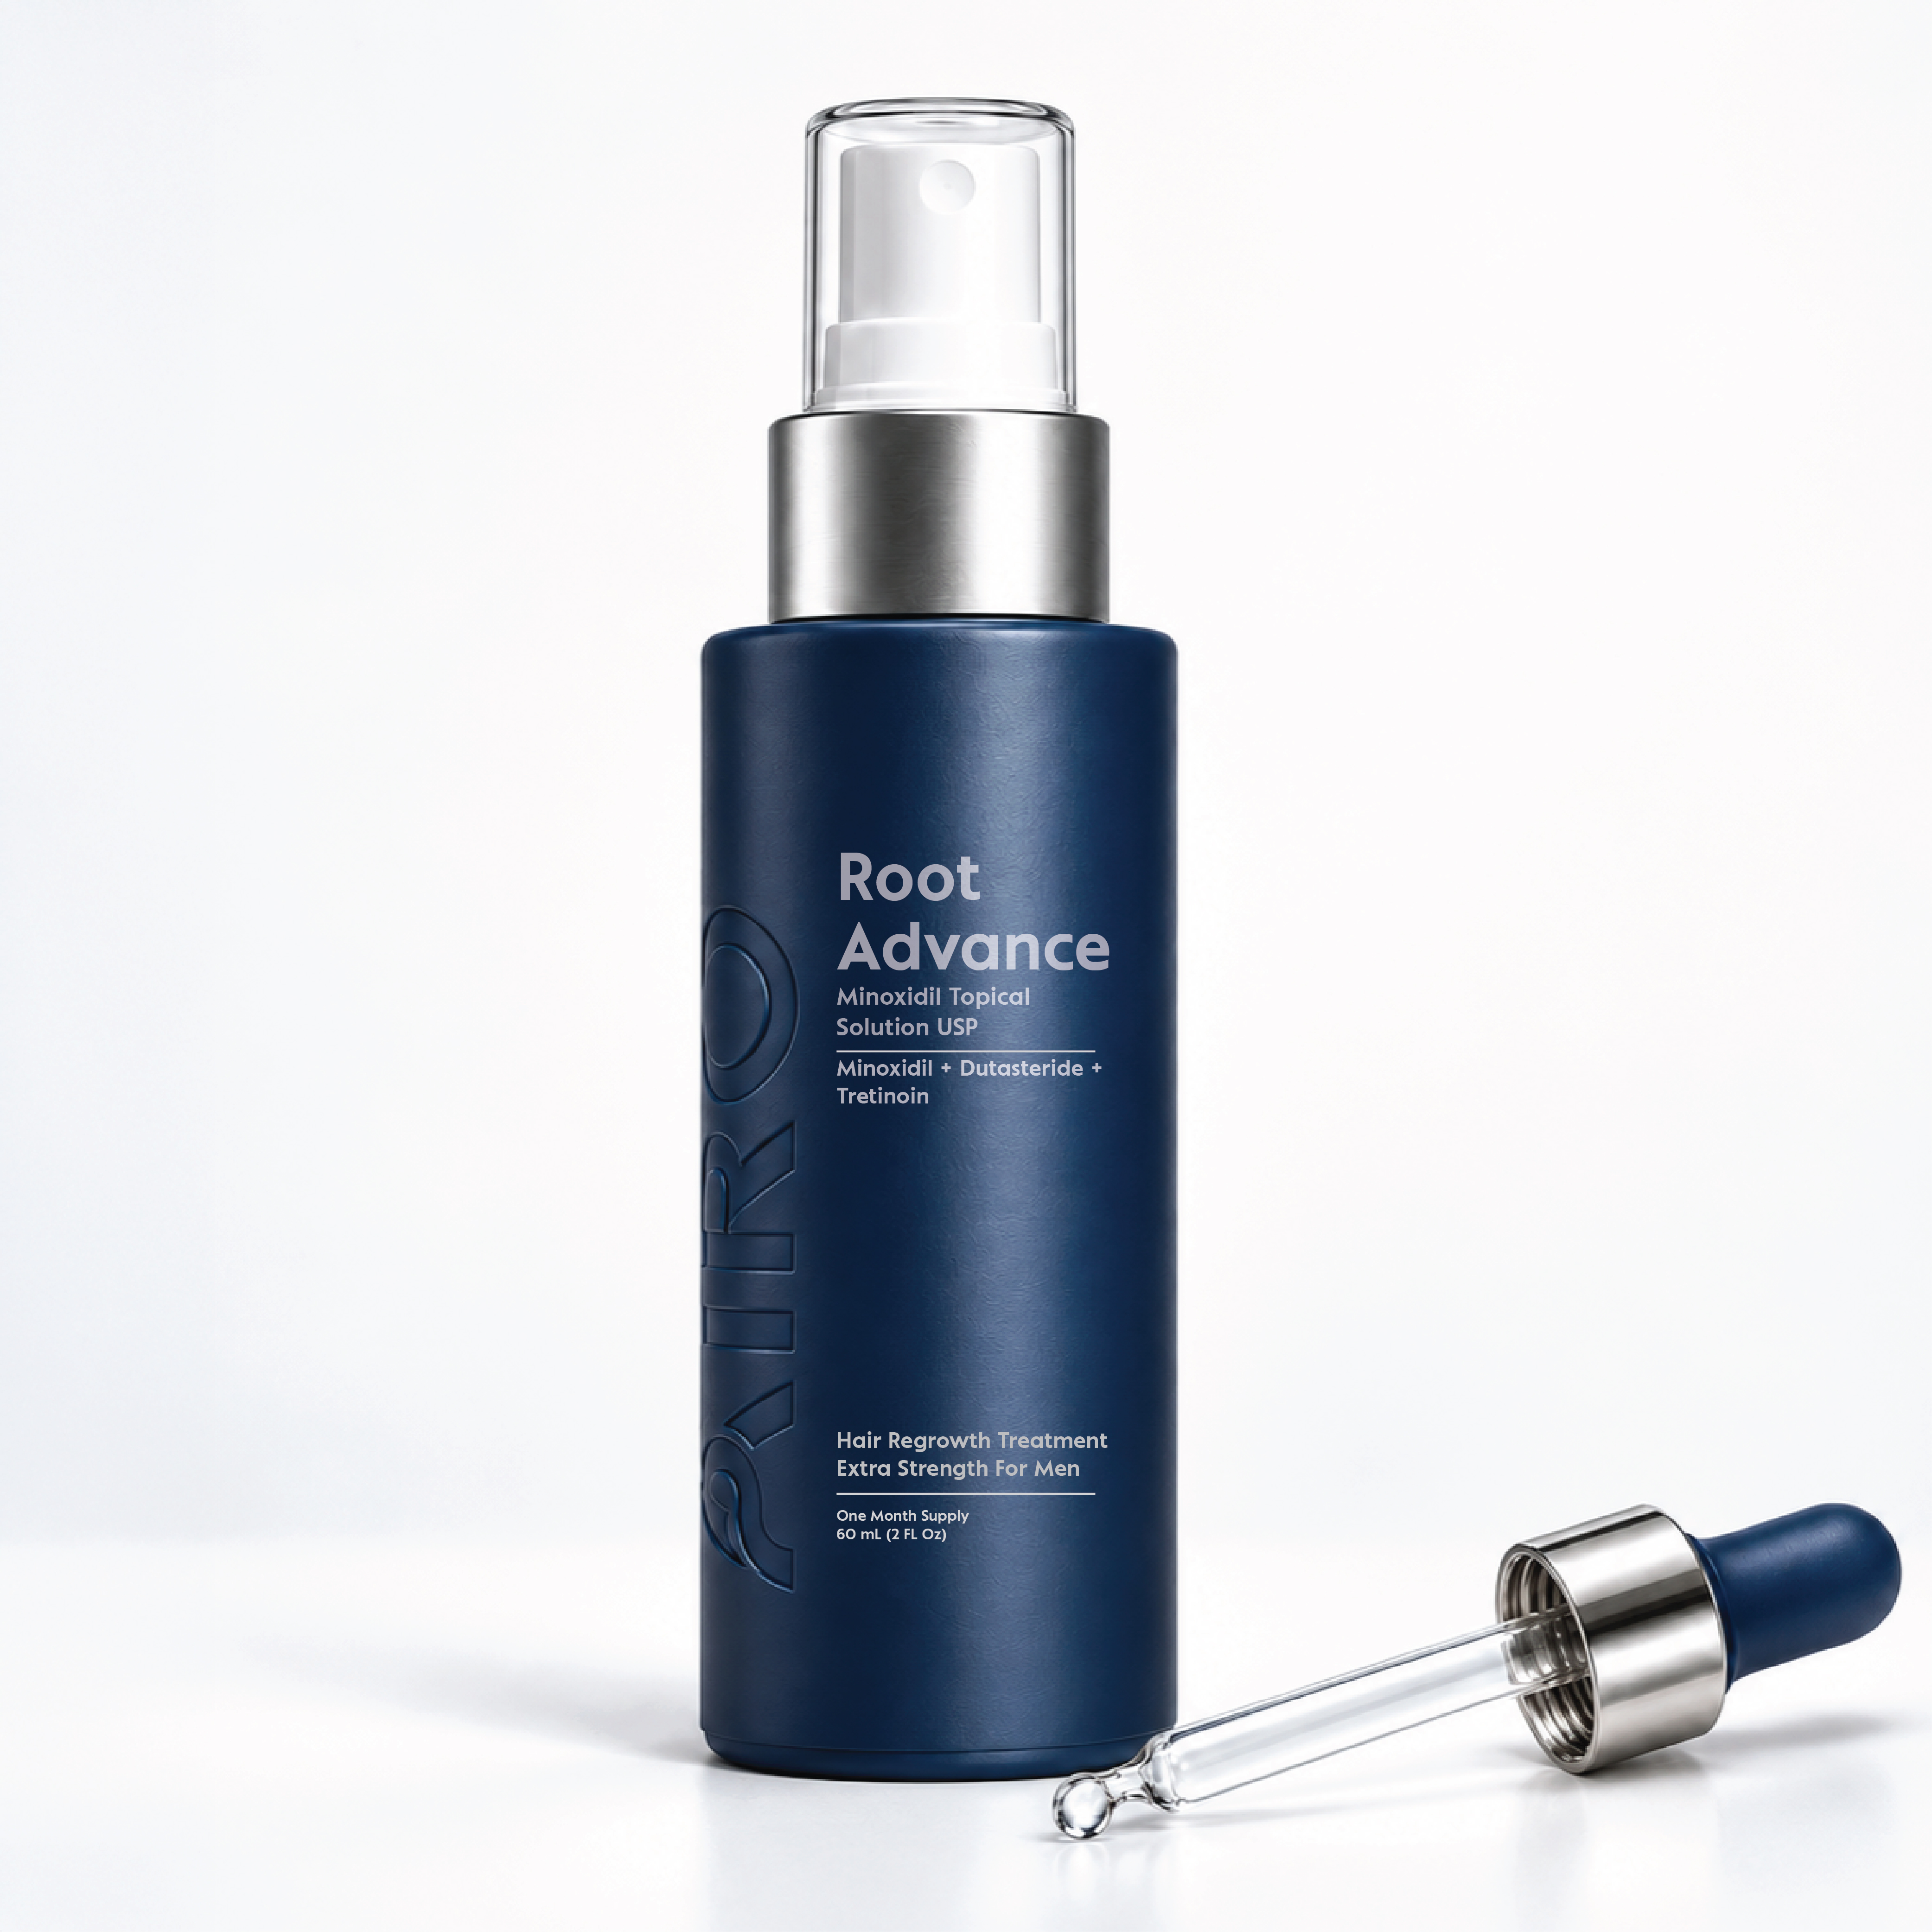 AIRO
Root
Advance
Minoxidil Topical
Solution USP
Minoxidil + Dutasteride +
Tretinoin
Hair Regrowth Treatment
Extra Strength For Men
One Month Supply
60 mL (2 FL Oz)